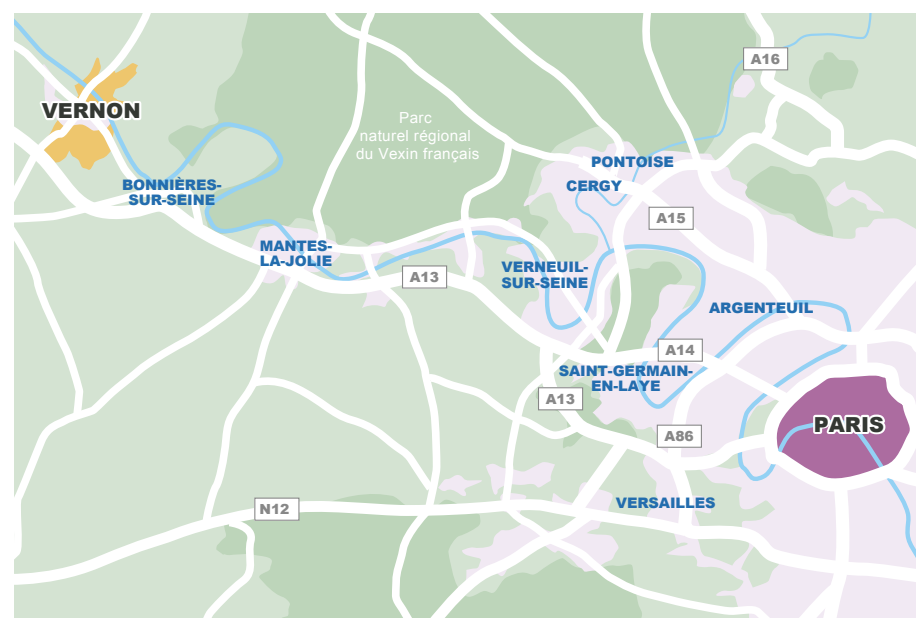 A16
VERNON
Parc
naturel régional
du Vexin français
PONTOISE
CERGY
BONNIÈRES-
SUR-SEINE
A15
MANTES-
LA-JOLIE
A13
VERNEUIL-
SUR-SEINE
ARGENTEUIL
A14
SAINT-GERMAIN-
EN-LAYE
A13
PARIS
A86
VERSAILLES
N12